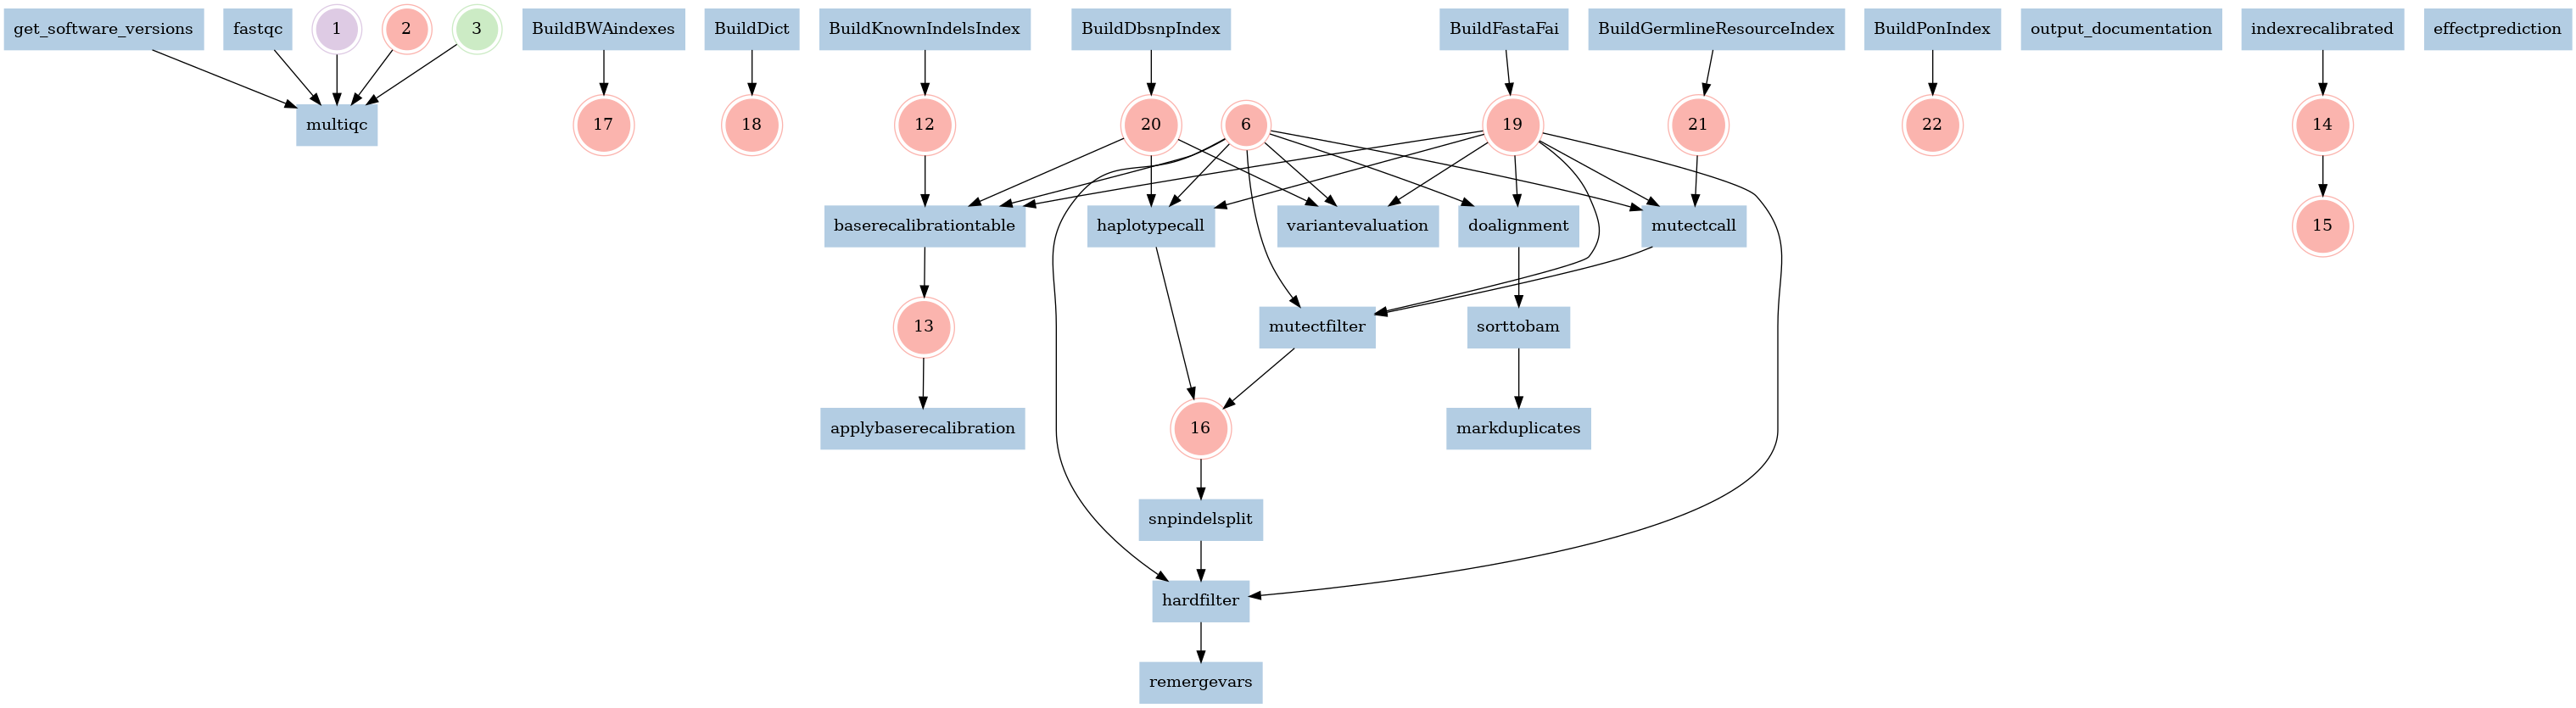 get_software_versions
fastqc
1
2
3
BuildBWAindexes
BuildDict
BuildKnownIndelsIndex
BuildDbsnpIndex
BuildFastaFai
BuildGermlineResourceIndex
BuildPonIndex
output_documentation
indexrecalibrated
effectprediction
multiqc
17
18
12
20
6
19
21
22
14
baserecalibrationtable
haplotypecall
variantevaluation
doalignment
mutectcall
15
13
mutectfilter
sorttobam
applybaserecalibration
16
markduplicates
snpindelsplit
hardfilter
remergevars